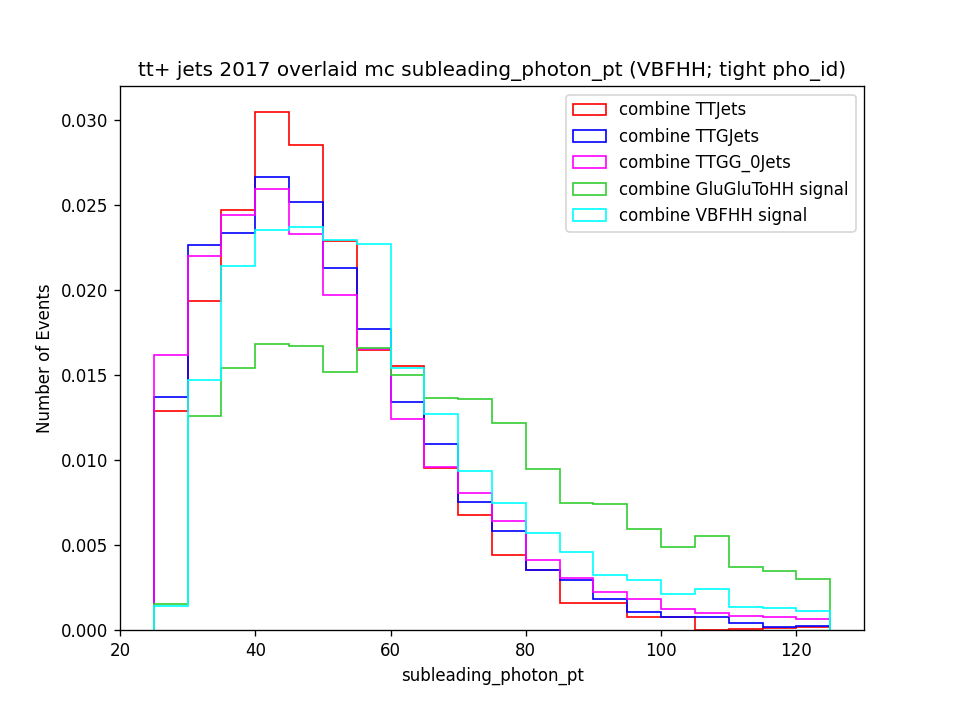 tt+ jets 2017 overlaid mc subleading_photon_pt (VBFHH; tight pho_id)
combine TTJets
combine TTGJets
combine TTGG_0Jets
combine GluGluToHH signal
combine VBFHH signal
Number of Events
0.030
0.025
0.020
0.015
0.010
0.005
0.000
20 40 60 80 100 120
subleading_photon_pt